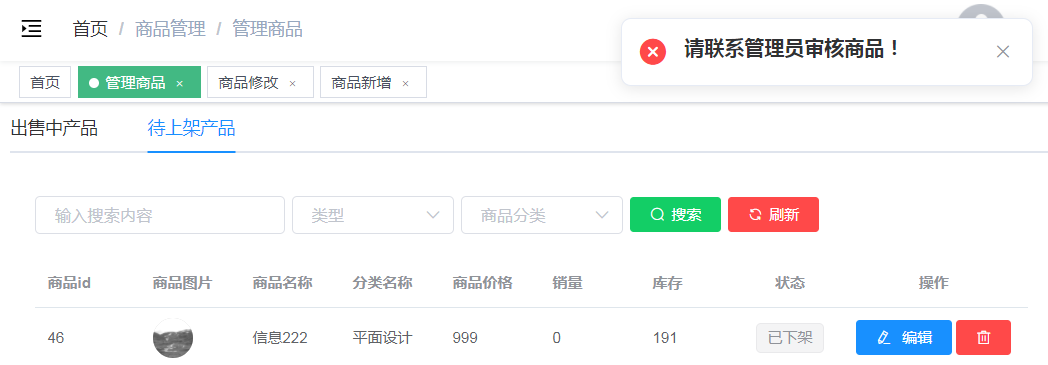 首页 / 商品管理 / 管理商品
请联系管理员审核商品！
首页 管理商品 × 商品修改 × 商品新增 ×
出售中产品 待上架产品
输入搜索内容 类型 商品分类 搜索 刷新
商品id 商品图片 商品名称 分类名称 商品价格 销量 库存 状态 操作
46 信息222 平面设计 999 0 191 已下架 编辑